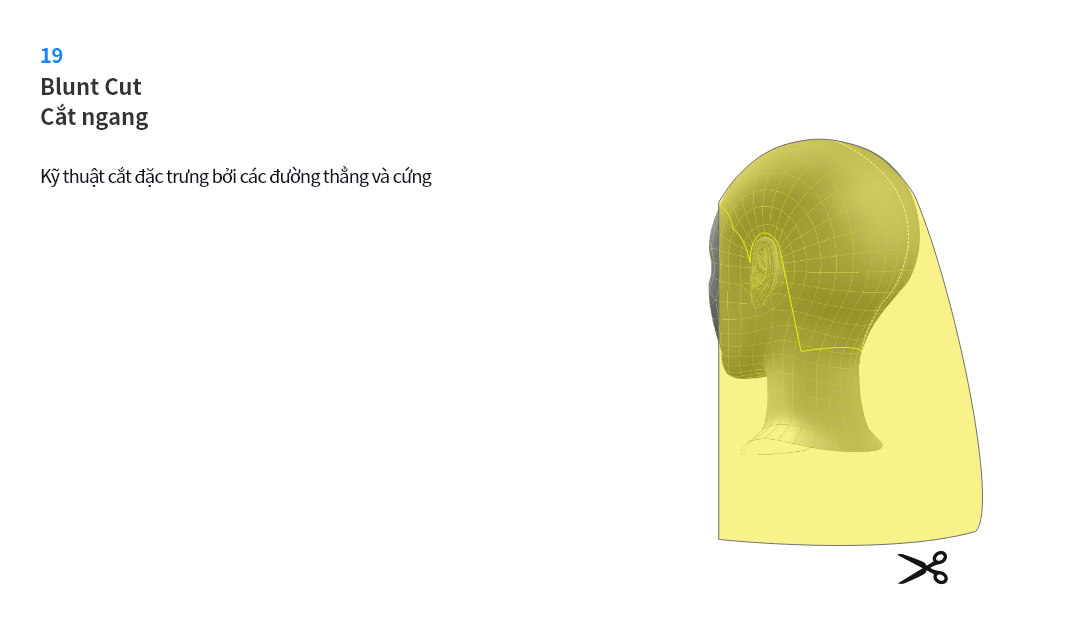 19
Blunt Cut
Cắt ngang
Kỹ thuật cắt đặc trưng bởi các đường thẳng và cứng